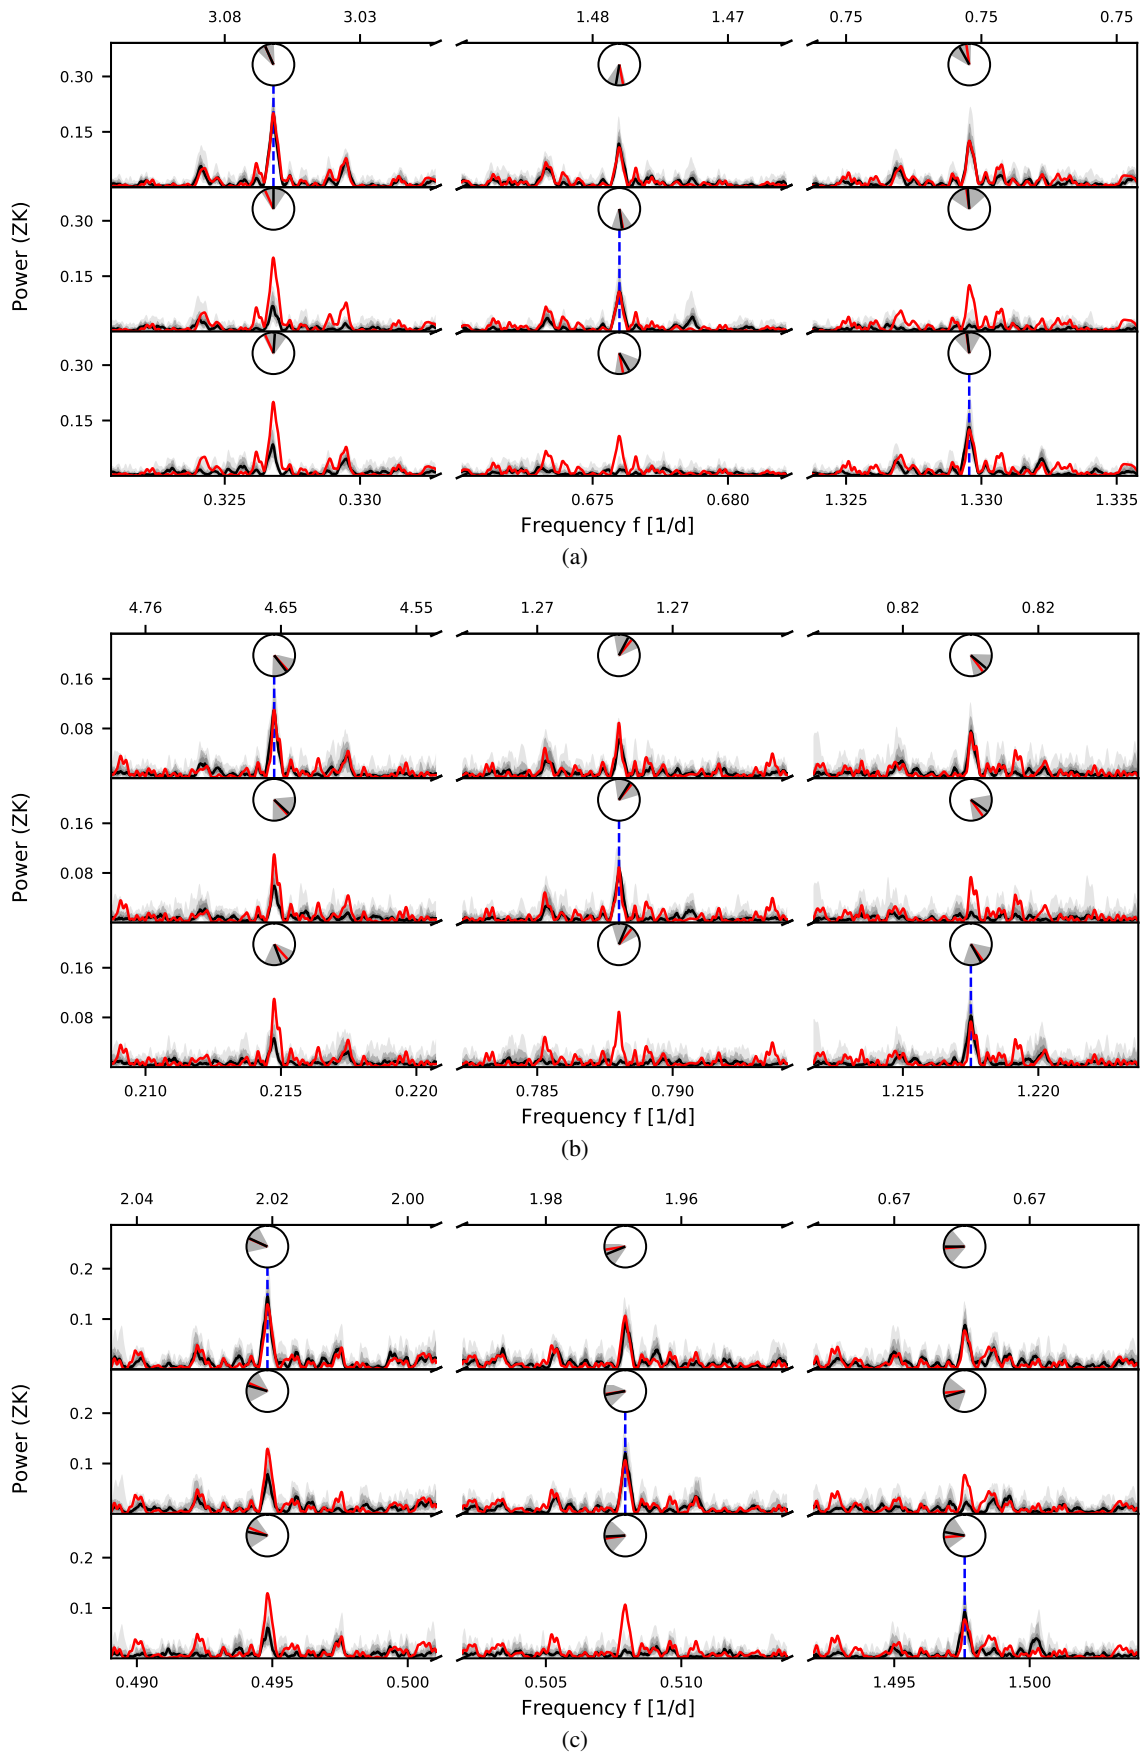 3.08 3.03 1.48 1.47 0.75 0.75 0.75
0.30
0.15
0.30
0.15
0.30
0.15
Power (ZK)
0.325 0.330 0.675 0.680 1.325 1.330 1.335
Frequency f [1/d]
(a)
4.76 4.65 4.55 1.27 1.27 0.82 0.82
0.16
0.08
0.16
0.08
0.16
0.08
Power (ZK)
0.210 0.215 0.220 0.785 0.790 1.215 1.220
Frequency f [1/d]
(b)
2.04 2.02 2.00 1.98 1.96 0.67 0.67
0.2
0.1
0.2
0.1
0.2
0.1
Power (ZK)
0.490 0.495 0.500 0.505 0.510 1.495 1.500
Frequency f [1/d]
(c)